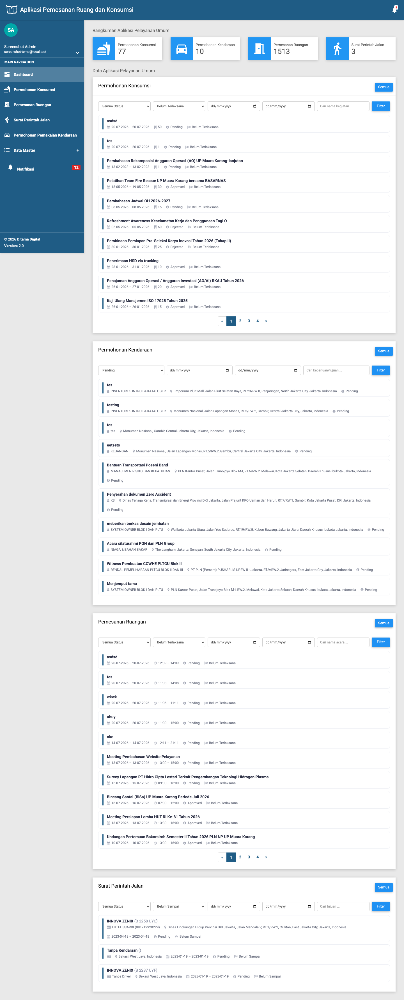 Aplikasi Pemesanan Ruang dan Konsumsi
8
SA
Screenshot Admin
screenshot-temp@local.test
MAIN NAVIGATION
Dashboard
Permohonan Konsumsi
Pemesanan Ruangan
Surat Perintah Jalan
Permohonan Pemakaian Kendaraan
Data Master +
Notifikasi 12
© 2026 Ditama Digital
Version: 2.0
Rangkuman Aplikasi Pelayanan Umum
Permohonan Konsumsi
77
Permohonan Kendaraan
10
Pemesanan Ruangan
1513
Surat Perintah Jalan
3
Data Aplikasi Pelayanan Umum
Permohonan Konsumsi Semua
Semua Status Belum Terlaksana dd/mm/yyyy dd/mm/yyyy Cari nama kegiatan ... Filter
asdsd
20-07-2026 – 20-07-2026 50 Pending Belum Terlaksana
tes
20-07-2026 – 20-07-2026 1 Pending Belum Terlaksana
Pembahasan Rekomposisi Anggaran Operasi (AO) UP Muara Karang-lanjutan
13-02-2023 – 13-02-2023 1 Pending Belum Terlaksana
Pelatihan Team Fire Rescue UP Muara Karang bersama BASARNAS
18-05-2026 – 19-05-2026 30 Approved Belum Terlaksana
Pembahasan Jadwal OH 2026-2027
08-05-2026 – 08-05-2026 15 Pending Belum Terlaksana
Refreshment Awareness Keselamatan Kerja dan Penggunaan TagLO
05-05-2026 – 05-05-2026 60 Rejected Belum Terlaksana
Pembinaan Persiapan Pra-Seleksi Karya Inovasi Tahun 2026 (Tahap II)
30-01-2026 – 30-01-2026 25 Rejected Belum Terlaksana
Penerimaan HSD via trucking
28-01-2026 – 31-01-2026 10 Approved Belum Terlaksana
Penajaman Anggaran Operasi / Anggaran Investasi (AO/AI) RKAU Tahun 2026
26-01-2026 – 27-01-2026 20 Approved Belum Terlaksana
Kaji Ulang Manajemen ISO 17025 Tahun 2025
26-01-2026 – 26-01-2026 15 Approved Belum Terlaksana
« 1 2 3 4 »
Permohonan Kendaraan Semua
Pending dd/mm/yyyy dd/mm/yyyy Cari keperluan/tujuan ... Filter
tes
INVENTORI KONTROL & KATALOGER Emporium Pluit Mall, Jalan Pluit Selatan Raya, RT.23/RW.8, Penjaringan, North Jakarta City, Jakarta, Indonesia Pending
testing
INVENTORI KONTROL & KATALOGER Monumen Nasional, Jalan Lapangan Monas, RT.5/RW.2, Gambir, Central Jakarta City, Jakarta, Indonesia Pending
tes
tes Monumen Nasional, Gambir, Central Jakarta City, Jakarta, Indonesia Pending
eetsets
KEUANGAN Monumen Nasional, Jalan Lapangan Monas, RT.5/RW.2, Gambir, Central Jakarta City, Jakarta, Indonesia Pending
Bantuan Transportasi Poseni Band
MANAJEMEN RISIKO DAN KEPATUHAN PLN Kantor Pusat, Jalan Trunojoyo Blok M-I, RT.6/RW.2, Melawai, Kota Jakarta Selatan, Daerah Khusus Ibukota Jakarta, Indonesia
Pending
Penyerahan dokumen Zero Accident
K3 Dinas Tenaga Kerja, Transmigrasi dan Energi Provinsi DKI Jakarta, Jalan Prajurit KKO Usman dan Harun, RT.7/RW.1, Gambir, Kota Jakarta Pusat, DKI Jakarta, Indonesia
Pending
meberikan berkas desain jembatan
SYSTEM OWNER BLOK I DAN PLTU Walikota Jakarta Utara, Jalan Yos Sudarso, RT.19/RW.5, Kebon Bawang, Jakarta Utara, Daerah Khusus Ibukota Jakarta, Indonesia Pending
Acara silaturahmi PGN dan PLN Group
NIAGA & BAHAN BAKAR The Langham, Jakarta, Senayan, South Jakarta City, Jakarta, Indonesia Pending
Witness Pembuatan CCWHE PLTGU Blok II
RENDAL PEMELIHARAAN PLTGU BLOK II DAN III PT PLN (Persero) PUSHARLIS UP2W II - Jakarta, RT.9/RW.2, Jatinegara, East Jakarta City, Jakarta, Indonesia Pending
Menjemput tamu
SYSTEM OWNER BLOK I DAN PLTU PLN Kantor Pusat, Jalan Trunojoyo Blok M-I, RW.2, Melawai, Kota Jakarta Selatan, Daerah Khusus Ibukota Jakarta, Indonesia Pending
Pemesanan Ruangan Semua
Semua Status Belum Terlaksana dd/mm/yyyy dd/mm/yyyy Cari nama acara ... Filter
asdsd
20-07-2026 – 20-07-2026 12:09 – 14:09 Pending Belum Terlaksana
tes
20-07-2026 – 20-07-2026 11:08 – 14:08 Pending Belum Terlaksana
wkwk
20-07-2026 – 20-07-2026 11:06 – 11:11 Pending Belum Terlaksana
uhuy
20-07-2026 – 20-07-2026 11:00 – 15:00 Pending Belum Terlaksana
oke
14-07-2026 – 14-07-2026 12:11 – 21:11 Pending Belum Terlaksana
Meeting Pembahasan Website Pelayanan
13-07-2026 – 13-07-2026 13:00 – 15:00 Pending Belum Terlaksana
Survey Lapangan PT Hidro Cipta Lestari Terkait Pengembangan Teknologi Hidrogen Plasma
15-07-2026 – 15-07-2026 09:00 – 16:00 Pending Belum Terlaksana
Bincang Santai (BiSa) UP Muara Karang Periode Juli 2026
16-07-2026 – 16-07-2026 07:00 – 12:00 Approved Belum Terlaksana
Meeting Persiapan Lomba HUT RI Ke-81 Tahun 2026
13-07-2026 – 13-07-2026 13:30 – 16:00 Approved Belum Terlaksana
Undangan Pertemuan Bakorsiroh Semester II Tahun 2026 PLN NP UP Muara Karang
10-07-2026 – 10-07-2026 13:00 – 16:00 Approved Belum Terlaksana
« 1 2 3 4 »
Surat Perintah Jalan Semua
Semua Status Belum Sampai dd/mm/yyyy dd/mm/yyyy Cari tujuan ... Filter
INNOVA ZENIX (B 2258 UYC)
LUTFI ISSARDI (081219920229) Dinas Lingkungan Hidup Provinsi DKI Jakarta, Jalan Mandala V, RT.1/RW.2, Cililitan, East Jakarta City, Jakarta, Indonesia
2023-04-18 – 2023-04-18 Pending Belum Sampai
Tanpa Kendaraan ()
Bekasi, West Java, Indonesia 2023-01-19 – 2023-01-19 Pending Belum Sampai
INNOVA ZENIX (B 2237 UYF)
Tanpa Driver Bekasi, West Java, Indonesia 2023-01-19 – 2023-01-19 Pending Belum Sampai